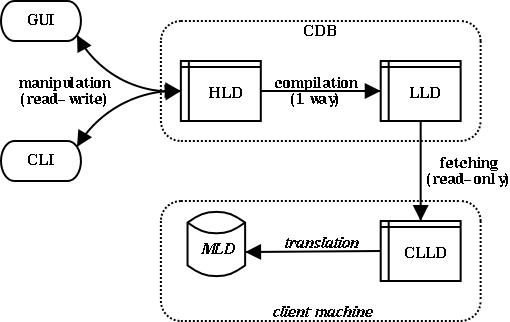 GUI
CDB
manipulation
(read-write)
HLD
compilation
(1 way)
LLD
CLI
fetching
(read-only)
MLD
translation
CLLD
client machine